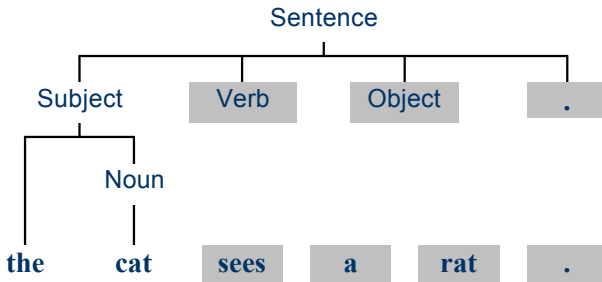 Sentence
Subject Verb Object .
Noun
the cat sees a rat .